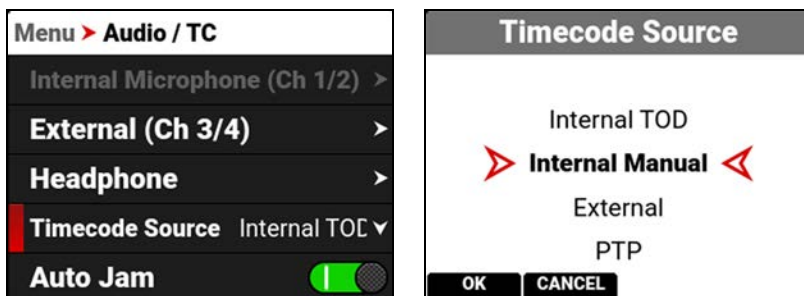 Menu > Audio / TC
Internal Microphone (Ch 1/2) >
External (Ch 3/4) >
Headphone >
Timecode Source Internal TOD
Auto Jam
Timecode Source
Internal TOD
Internal Manual
External
PTP
OK CANCEL